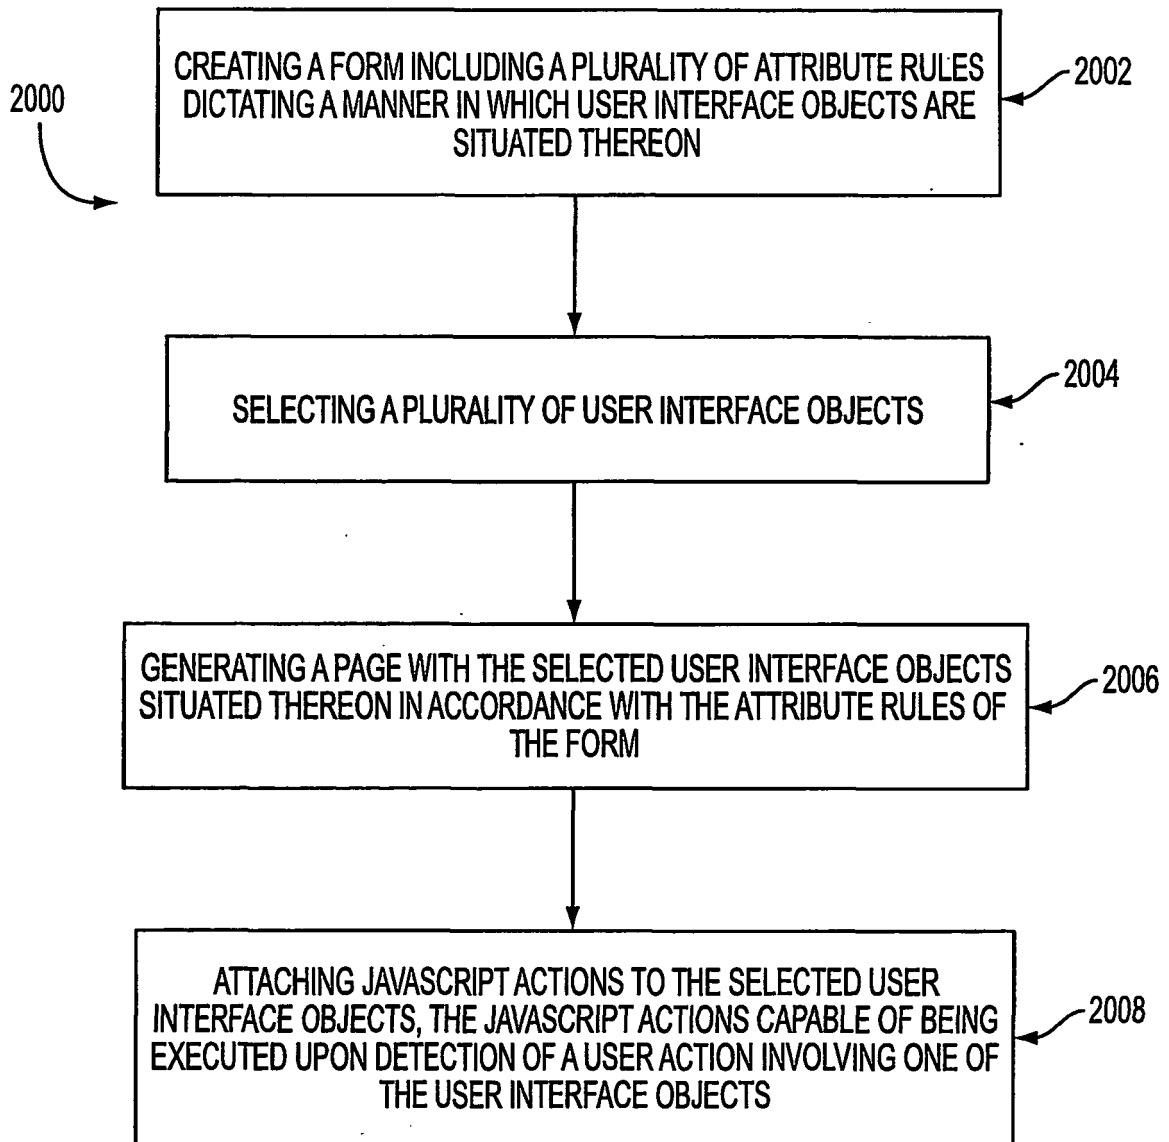 CREATING A FORM INCLUDING A PLURALITY OF ATTRIBUTE RULES
DICTATING A MANNER IN WHICH USER INTERFACE OBJECTS ARE
SITUATED THEREON
2002
2000
SELECTING A PLURALITY OF USER INTERFACE OBJECTS
2004
GENERATING A PAGE WITH THE SELECTED USER INTERFACE OBJECTS
SITUATED THEREON IN ACCORDANCE WITH THE ATTRIBUTE RULES OF
THE FORM
2006
ATTACHING JAVASCRIPT ACTIONS TO THE SELECTED USER
INTERFACE OBJECTS, THE JAVASCRIPT ACTIONS CAPABLE OF BEING
EXECUTED UPON DETECTION OF A USER ACTION INVOLVING ONE OF
THE USER INTERFACE OBJECTS
2008